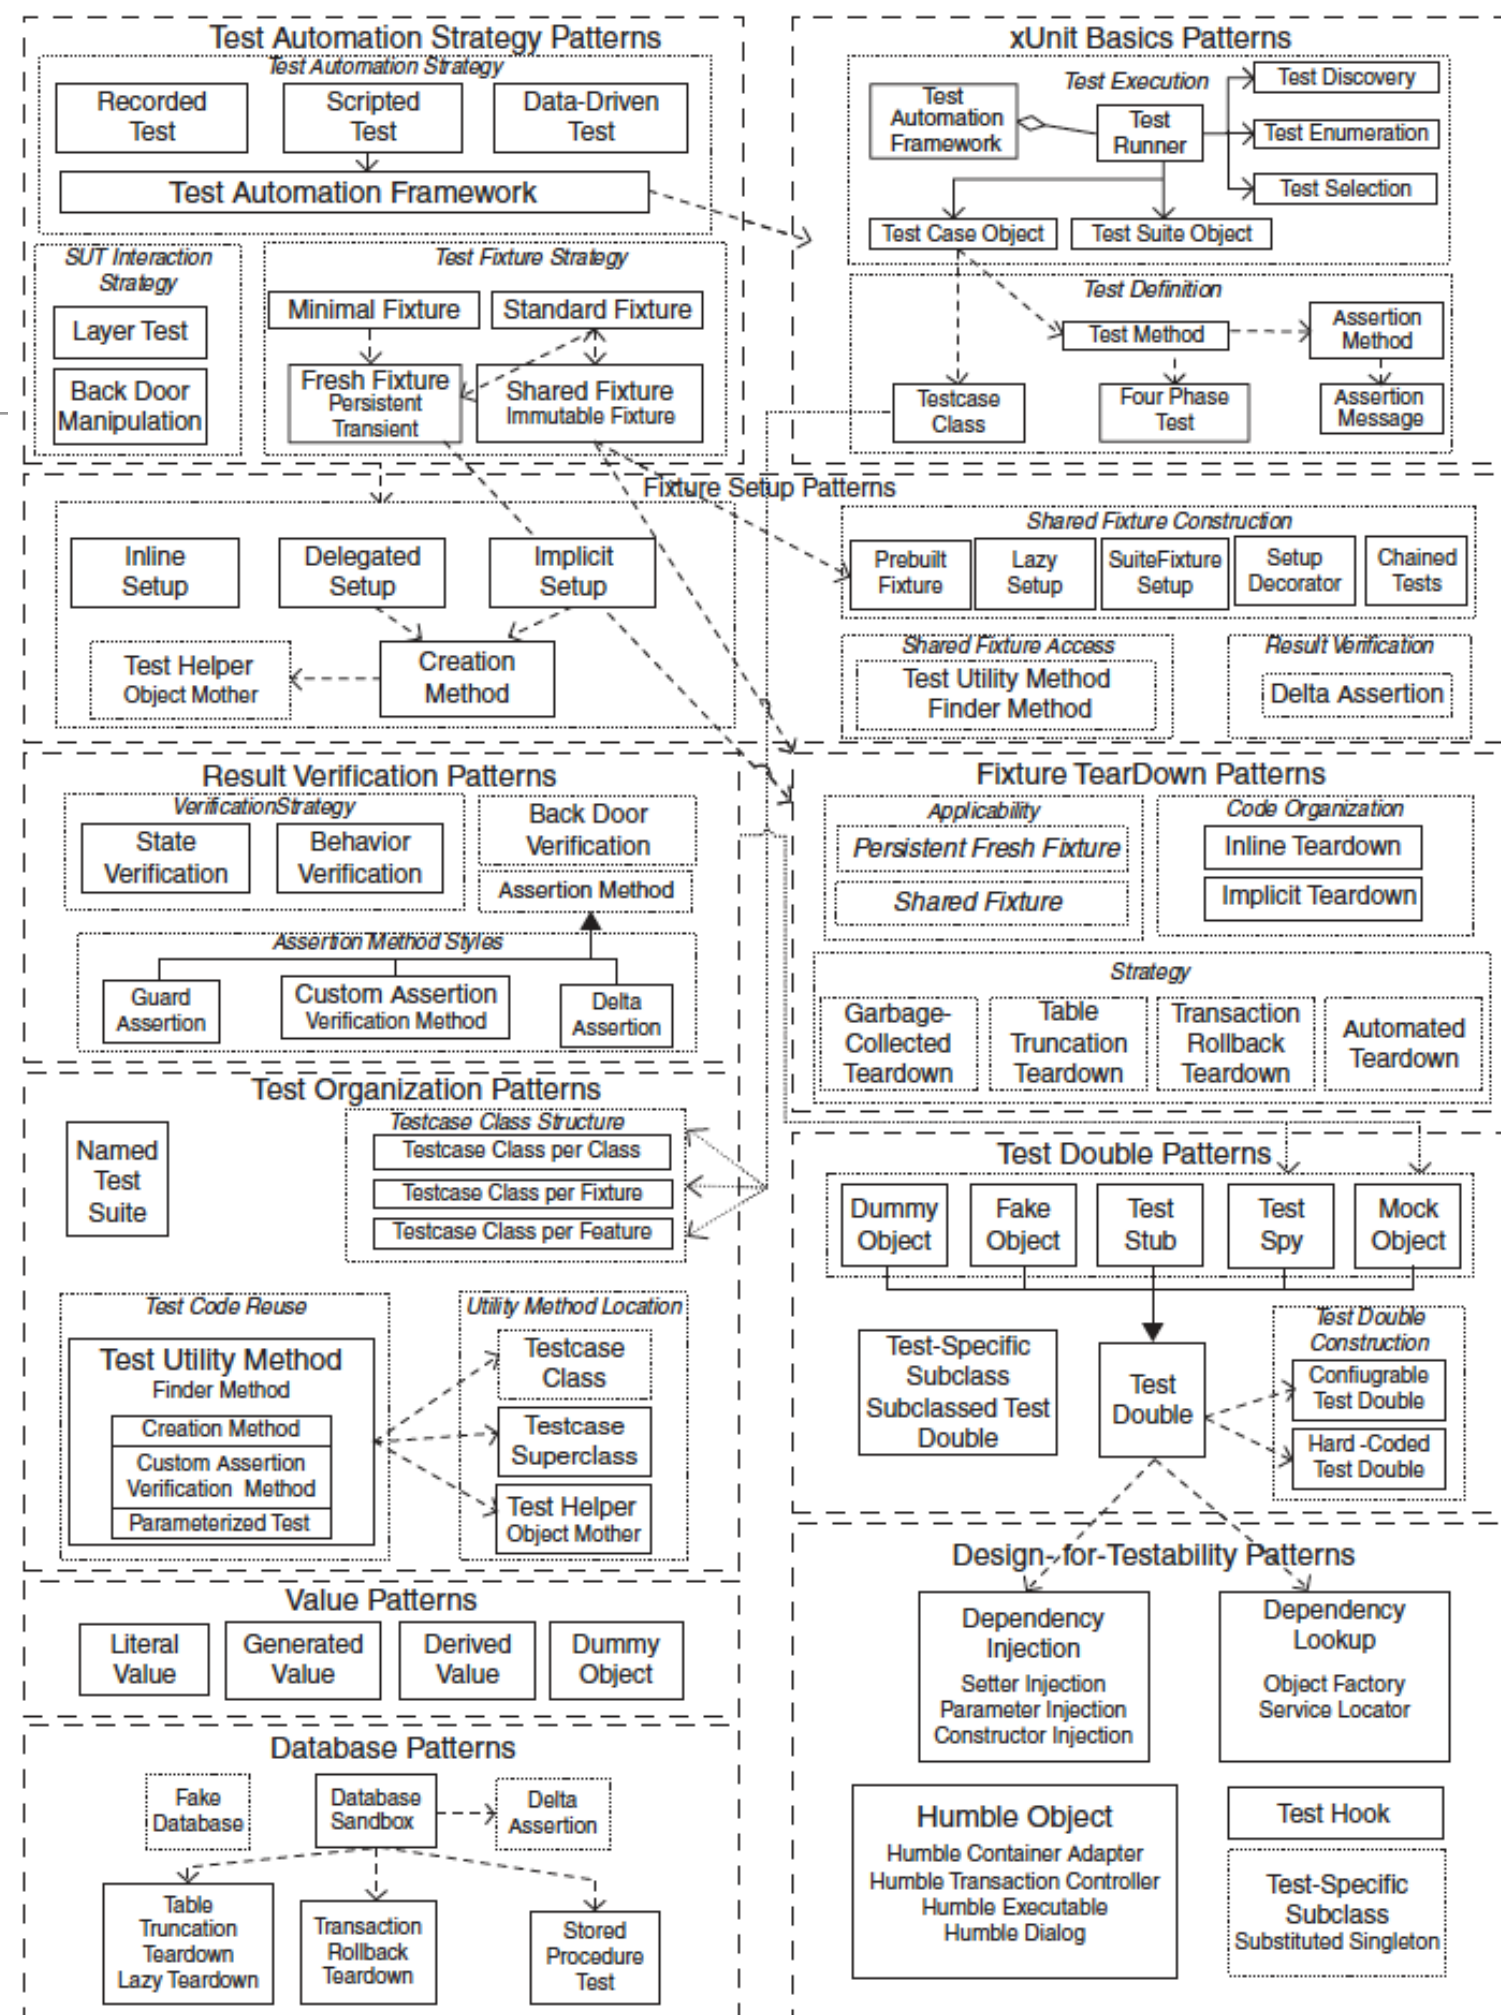 Test Automation Strategy Patterns
Test Automation Strategy
Recorded
Test
Scripted
Test
Data-Driven
Test
Test Automation Framework
SUT Interaction
Strategy
Layer Test
Back Door
Manipulation
Test Fixture Strategy
Minimal Fixture
Standard Fixture
Fresh Fixture
Persistent
Transient
Shared Fixture
Immutable Fixture
xUnit Basics Patterns
Test Execution
Test
Automation
Framework
Test
Runner
Test Discovery
Test Enumeration
Test Selection
Test Case Object
Test Suite Object
Test Definition
Test Method
Assertion
Method
Testcase
Class
Four Phase
Test
Assertion
Message
Fixture Setup Patterns
Inline
Setup
Delegated
Setup
Implicit
Setup
Test Helper
Object Mother
Creation
Method
Shared Fixture Construction
Prebuilt
Fixture
Lazy
Setup
SuiteFixture
Setup
Setup
Decorator
Chained
Tests
Shared Fixture Access
Test Utility Method
Finder Method
Result Verification
Delta Assertion
Result Verification Patterns
VerificationStrategy
State
Verification
Behavior
Verification
Back Door
Verification
Assertion Method
Assertion Method Styles
Guard
Assertion
Custom Assertion
Verification Method
Delta
Assertion
Fixture TearDown Patterns
Applicability
Persistent Fresh Fixture
Shared Fixture
Code Organization
Inline Teardown
Implicit Teardown
Strategy
Garbage-
Collected
Teardown
Table
Truncation
Teardown
Transaction
Rollback
Teardown
Automated
Teardown
Test Organization Patterns
Named
Test
Suite
Testcase Class Structure
Testcase Class per Class
Testcase Class per Fixture
Testcase Class per Feature
Test Code Reuse
Test Utility Method
Finder Method
Creation Method
Custom Assertion
Verification Method
Parameterized Test
Utility Method Location
Testcase
Class
Testcase
Superclass
Test Helper
Object Mother
Test Double Patterns
Dummy
Object
Fake
Object
Test
Stub
Test
Spy
Mock
Object
Test-Specific
Subclass
Subclassed Test
Double
Test
Double
Test Double
Construction
Confiugrable
Test Double
Hard -Coded
Test Double
Value Patterns
Literal
Value
Generated
Value
Derived
Value
Dummy
Object
Design-for-Testability Patterns
Dependency
Injection
Setter Injection
Parameter Injection
Constructor Injection
Dependency
Lookup
Object Factory
Service Locator
Humble Object
Humble Container Adapter
Humble Transaction Controller
Humble Executable
Humble Dialog
Test Hook
Test-Specific
Subclass
Substituted Singleton
Database Patterns
Fake
Database
Database
Sandbox
Delta
Assertion
Table
Truncation
Teardown
Lazy Teardown
Transaction
Rollback
Teardown
Stored
Procedure
Test